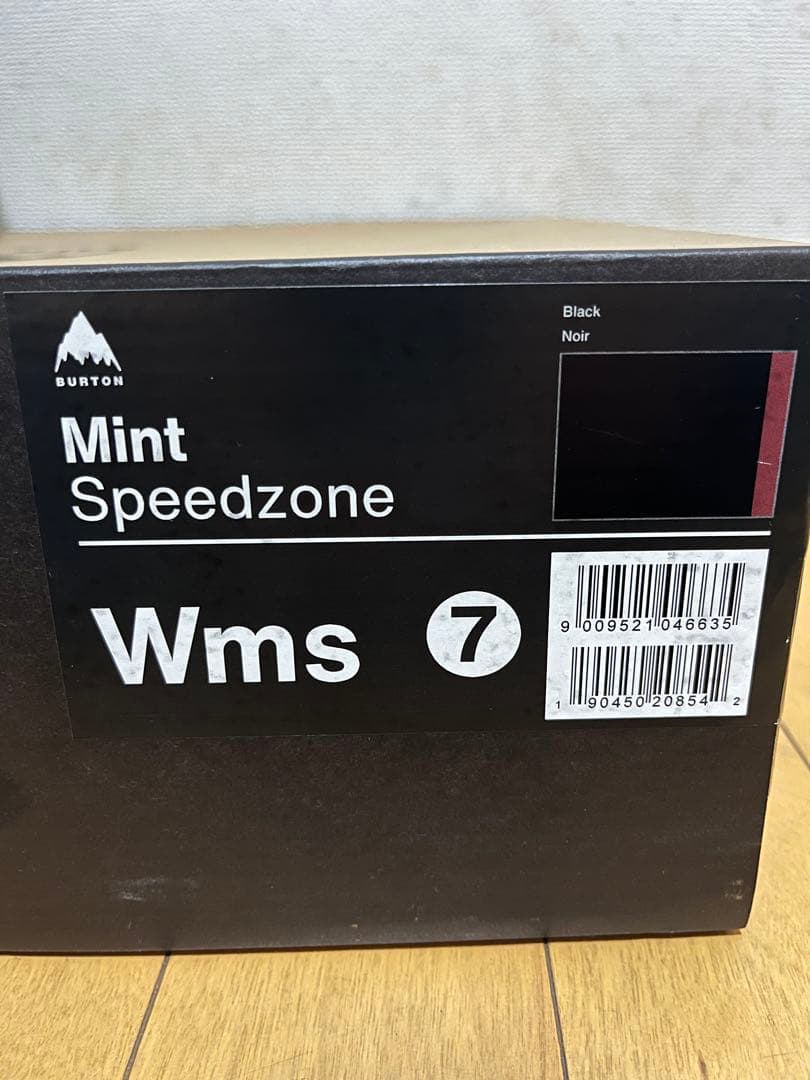 BURTON
Mint
Speedzone
Black
Noir
Wms
7
9 009521 046635
1 90450 20854 2